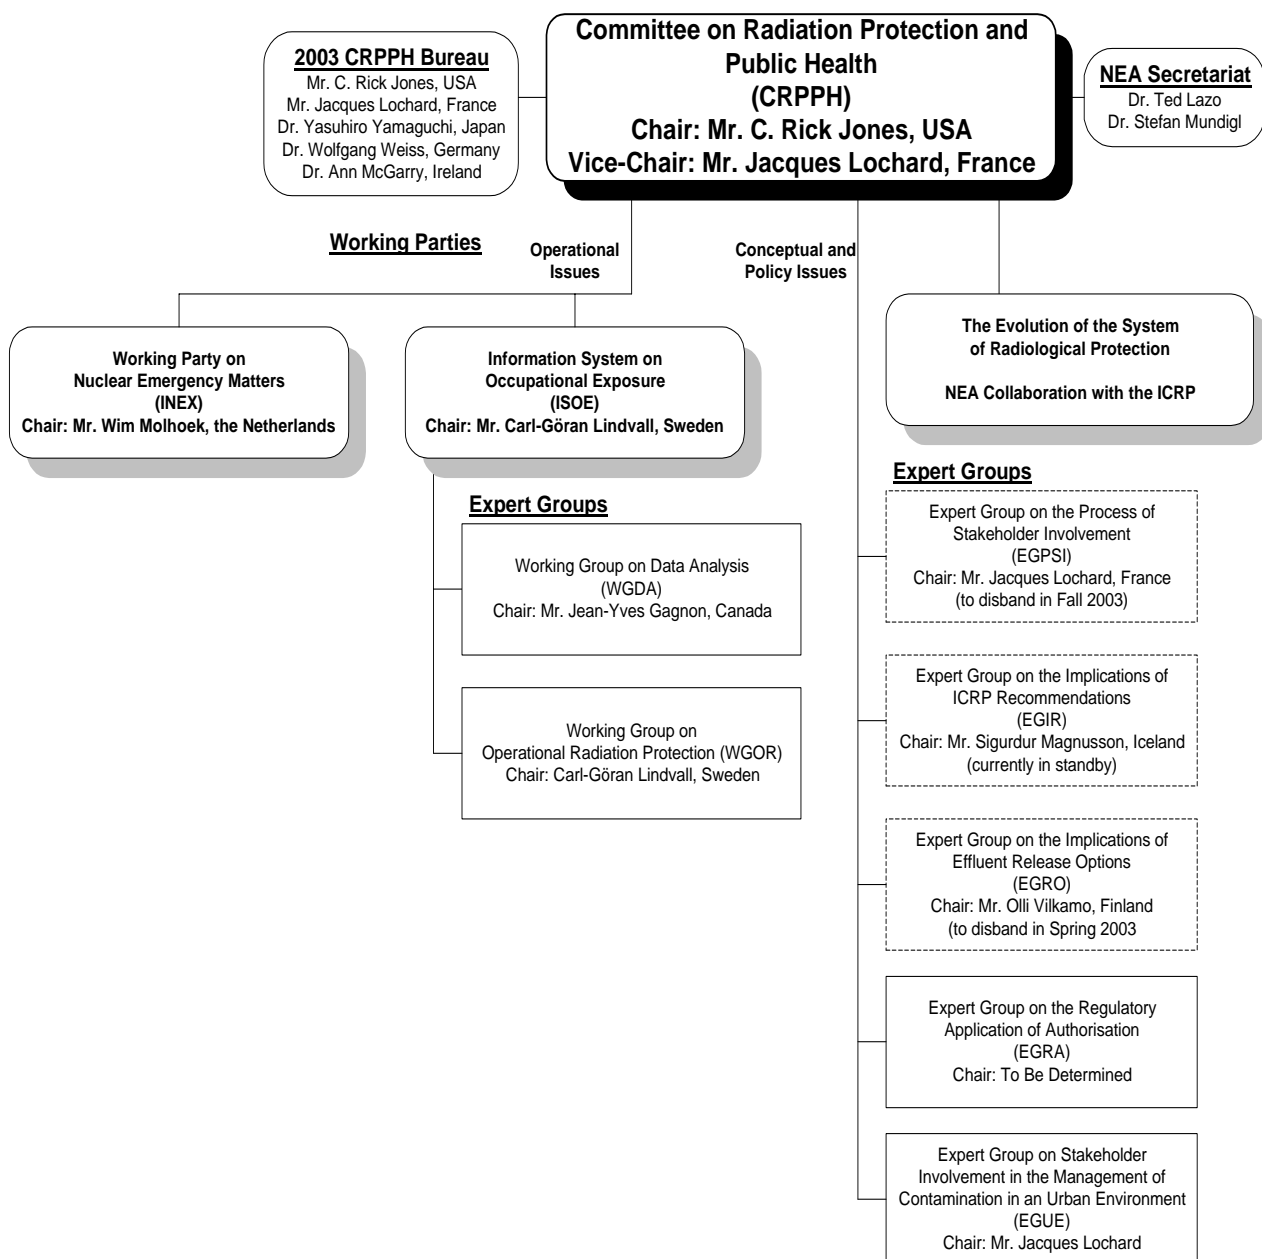 2003 CRPPH Bureau
Mr. C. Rick Jones, USA
Mr. Jacques Lochard, France
Dr. Yasuhiro Yamaguchi, Japan
Dr. Wolfgang Weiss, Germany
Dr. Ann McGarry, Ireland
Committee on Radiation Protection and
Public Health
(CRPPH)
Chair: Mr. C. Rick Jones, USA
Vice-Chair: Mr. Jacques Lochard, France
NEA Secretariat
Dr. Ted Lazo
Dr. Stefan Mundigl
Working Parties
Operational
Issues
Conceptual and
Policy Issues
Working Party on
Nuclear Emergency Matters
(INEX)
Chair: Mr. Wim Molhoek, the Netherlands
Information System on
Occupational Exposure
(ISOE)
Chair: Mr. Carl-Göran Lindvall, Sweden
The Evolution of the System
of Radiological Protection
NEA Collaboration with the ICRP
Expert Groups
Working Group on Data Analysis
(WGDA)
Chair: Mr. Jean-Yves Gagnon, Canada
Working Group on
Operational Radiation Protection (WGOR)
Chair: Carl-Göran Lindvall, Sweden
Expert Groups
Expert Group on the Process of
Stakeholder Involvement
(EGPSI)
Chair: Mr. Jacques Lochard, France
(to disband in Fall 2003)
Expert Group on the Implications of
ICRP Recommendations
(EGIR)
Chair: Mr. Sigurdur Magnusson, Iceland
(currently in standby)
Expert Group on the Implications of
Effluent Release Options
(EGRO)
Chair: Mr. Olli Vilkamo, Finland
(to disband in Spring 2003
Expert Group on the Regulatory
Application of Authorisation
(EGRA)
Chair: To Be Determined
Expert Group on Stakeholder
Involvement in the Management of
Contamination in an Urban Environment
(EGUE)
Chair: Mr. Jacques Lochard